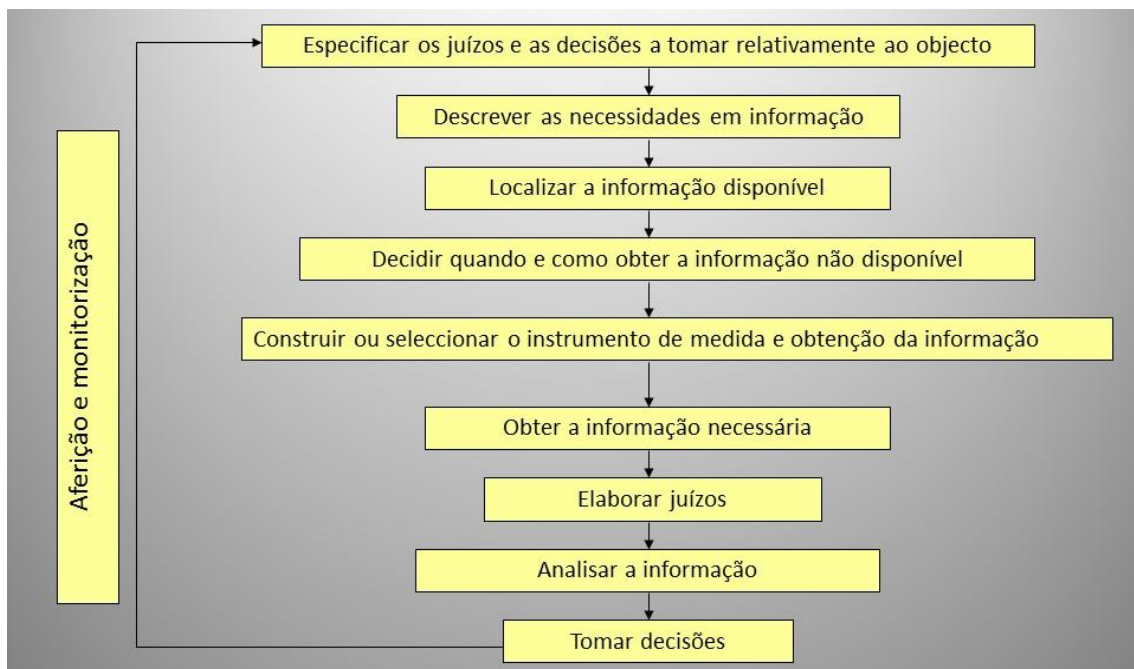 Especificar os juízos e as decisões a tomar relativamente ao objecto
Descrever as necessidades em informação
Localizar a informação disponível
Decidir quando e como obter a informação não disponível
Construir ou seleccionar o instrumento de medida e obtenção da informação
Obter a informação necessária
Elaborar juízos
Analisar a informação
Tomar decisões
Aferição e monitorização